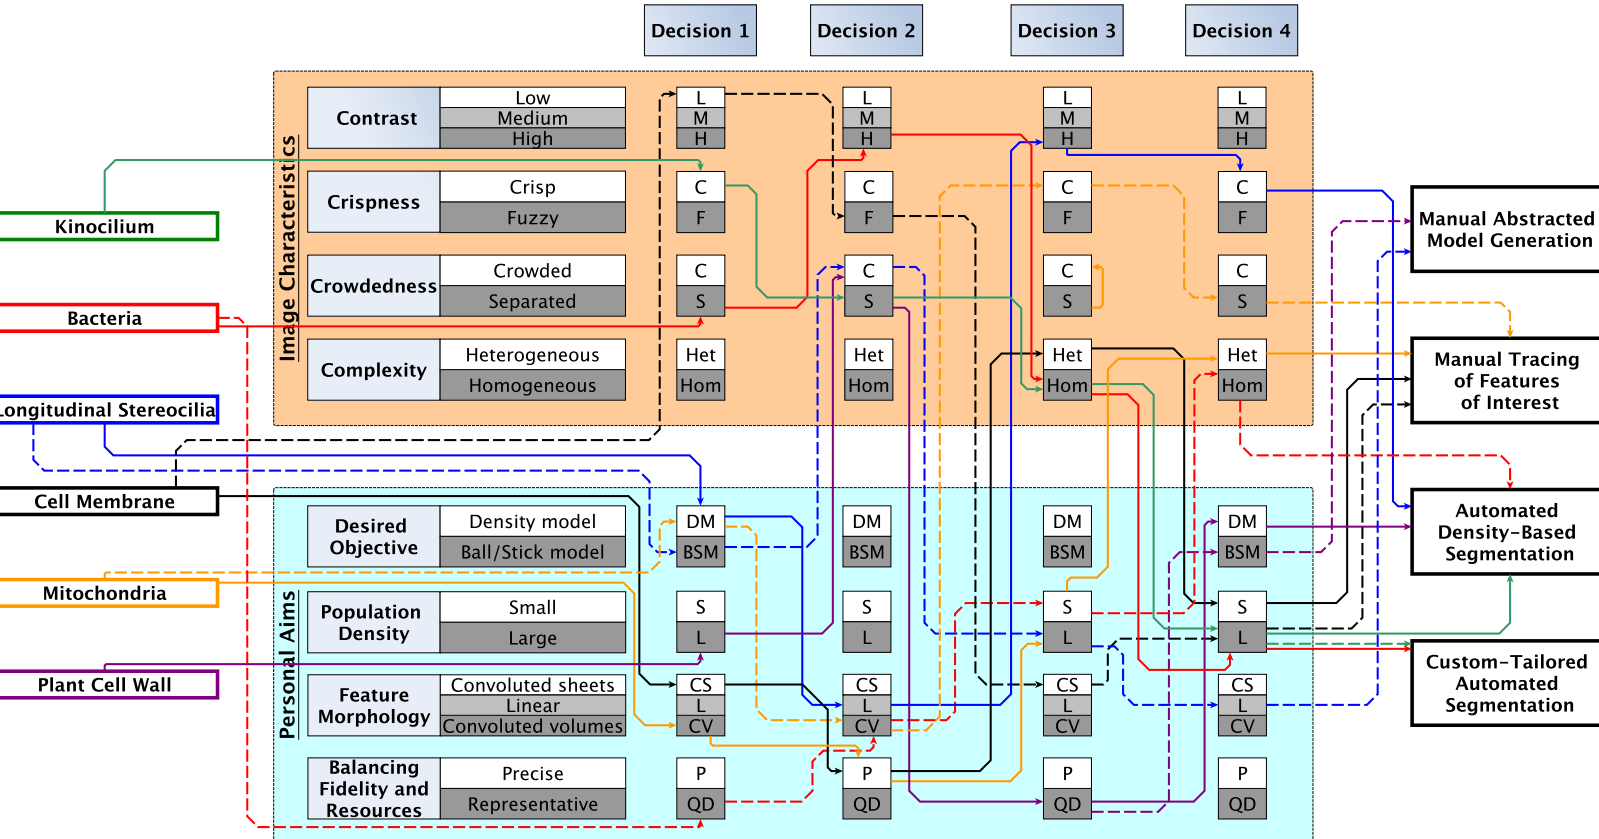 Decision 1
Decision 2
Decision 3
Decision 4
Image Characteristics
Contrast
Low
Medium
High
L
M
H
L
M
H
L
M
H
L
M
H
Crispness
Crisp
Fuzzy
C
F
C
F
C
F
C
F
Crowdedness
Crowded
Separated
C
S
C
S
C
S
C
S
Complexity
Heterogeneous
Homogeneous
Het
Hom
Het
Hom
Het
Hom
Het
Hom
Personal Aims
Desired
Objective
Density model
Ball/Stick model
DM
BSM
DM
BSM
DM
BSM
DM
BSM
Population
Density
Small
Large
S
L
S
L
S
L
S
L
Feature
Morphology
Convoluted sheets
Linear
Convoluted volumes
CS
L
CV
CS
L
CV
CS
L
CV
CS
L
CV
Balancing
Fidelity and
Resources
Precise
Representative
P
QD
P
QD
P
QD
P
QD
Kinocilium
Bacteria
Longitudinal Stereocilia
Cell Membrane
Mitochondria
Plant Cell Wall
Manual Abstracted
Model Generation
Manual Tracing
of Features
of Interest
Automated
Density-Based
Segmentation
Custom-Tailored
Automated
Segmentation